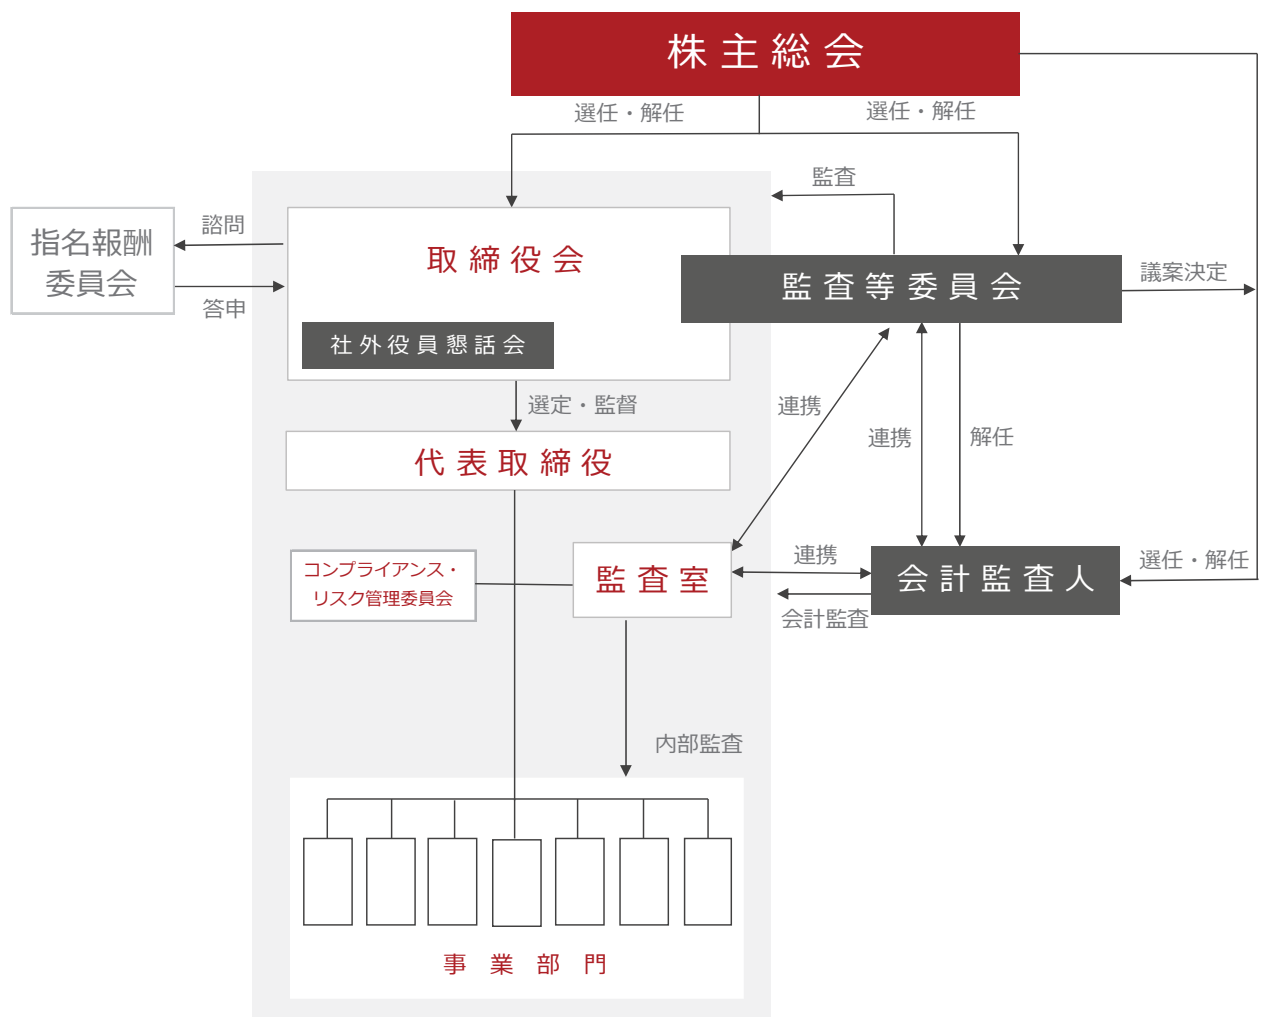 株主総会
選任・解任
選任・解任
監査
指名報酬
委員会
諮問
答申
取締役会
監査等委員会
議案決定
社外役員懇話会
選定・監督
連携
連携
解任
代表取締役
コンプライアンス・
リスク管理委員会
監査室
連携
会計監査人
選任・解任
会計監査
内部監査
事業部門